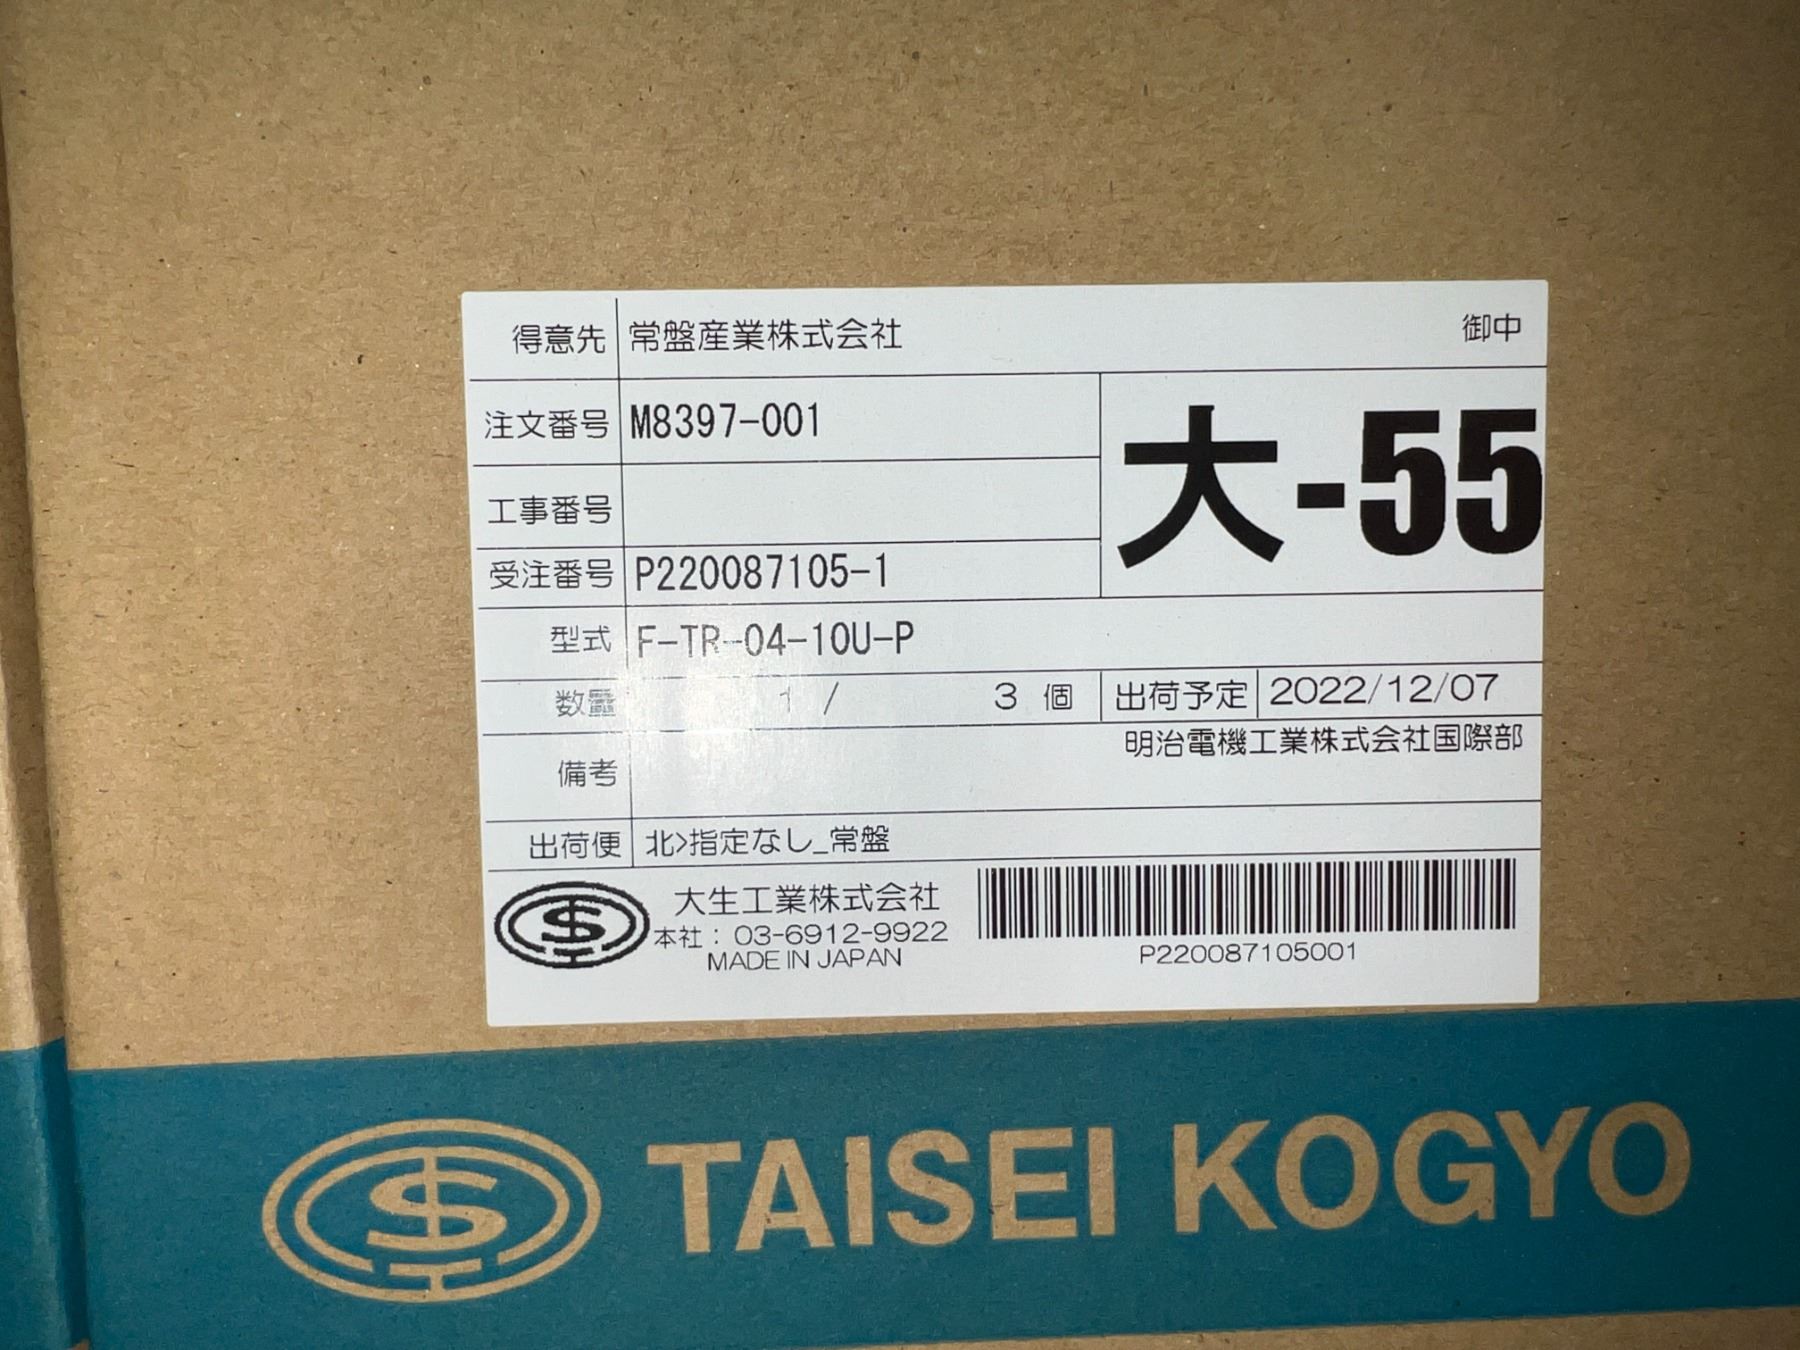 得意先 常盤産業株式会社 御中
注文番号 M8397-001
大-55
工事番号
受注番号 P220087105-1
型式 F-TR-04-10U-P
数量 1 / 3 個 出荷予定 2022/12/07
備考 明治電機工業株式会社国際部
出荷便 北>指定なし_常盤
大生工業株式会社
本社：03-6912-9922
MADE IN JAPAN
P220087105001
TAISEI KOGYO